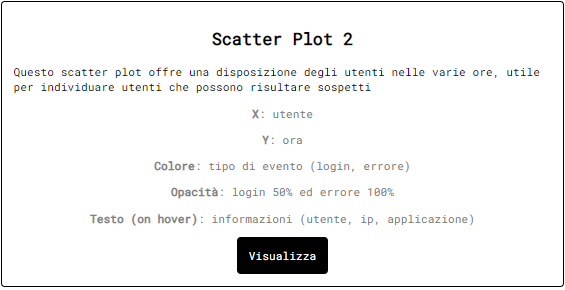 Scatter Plot 2
Questo scatter plot offre una disposizione degli utenti nelle varie ore, utile
per individuare utenti che possono risultare sospetti
X: utente
Y: ora
Colore: tipo di evento (login, errore)
Opacità: login 50% ed errore 100%
Testo (on hover): informazioni (utente, ip, applicazione)
Visualizza